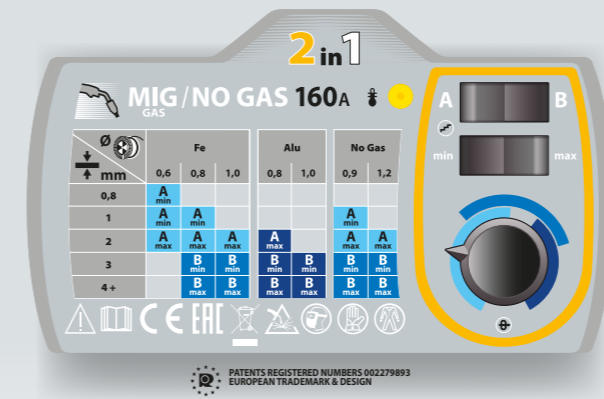 2 in 1
MIG/NO GAS 160A
GAS
A B
min max
Ø Fe Alu No Gas
mm 0,6 0,8 1,0 0,8 1,0 0,9 1,2
0,8 A min
1 A min A min A min
2 A max A max A max A max A max A max
3 B min B min B min B min B min B min
4+ B max B max B max B max B max B max
CE EAC
PATENTS REGISTERED NUMBERS 002279893
EUROPEAN TRADEMARK & DESIGN